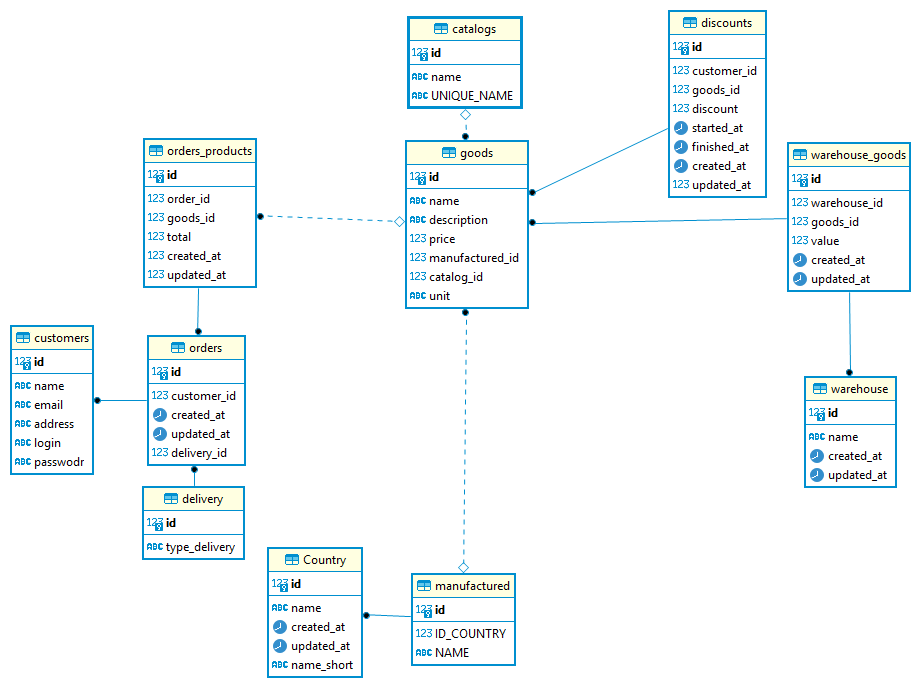 catalogs
123 id
ABC name
ABC UNIQUE_NAME
discounts
123 id
123 customer_id
123 goods_id
123 discount
started_at
finished_at
created_at
123 updated_at
orders_products
123 id
123 order_id
123 goods_id
123 total
123 created_at
123 updated_at
goods
123 id
ABC name
ABC description
123 price
123 manufactured_id
123 catalog_id
ABC unit
warehouse_goods
123 id
123 warehouse_id
123 goods_id
123 value
created_at
updated_at
customers
123 id
ABC name
ABC email
ABC address
ABC login
ABC passwodr
orders
123 id
123 customer_id
created_at
updated_at
123 delivery_id
warehouse
123 id
ABC name
created_at
updated_at
delivery
123 id
ABC type_delivery
Country
123 id
ABC name
created_at
updated_at
ABC name_short
manufactured
123 id
123 ID_COUNTRY
ABC NAME